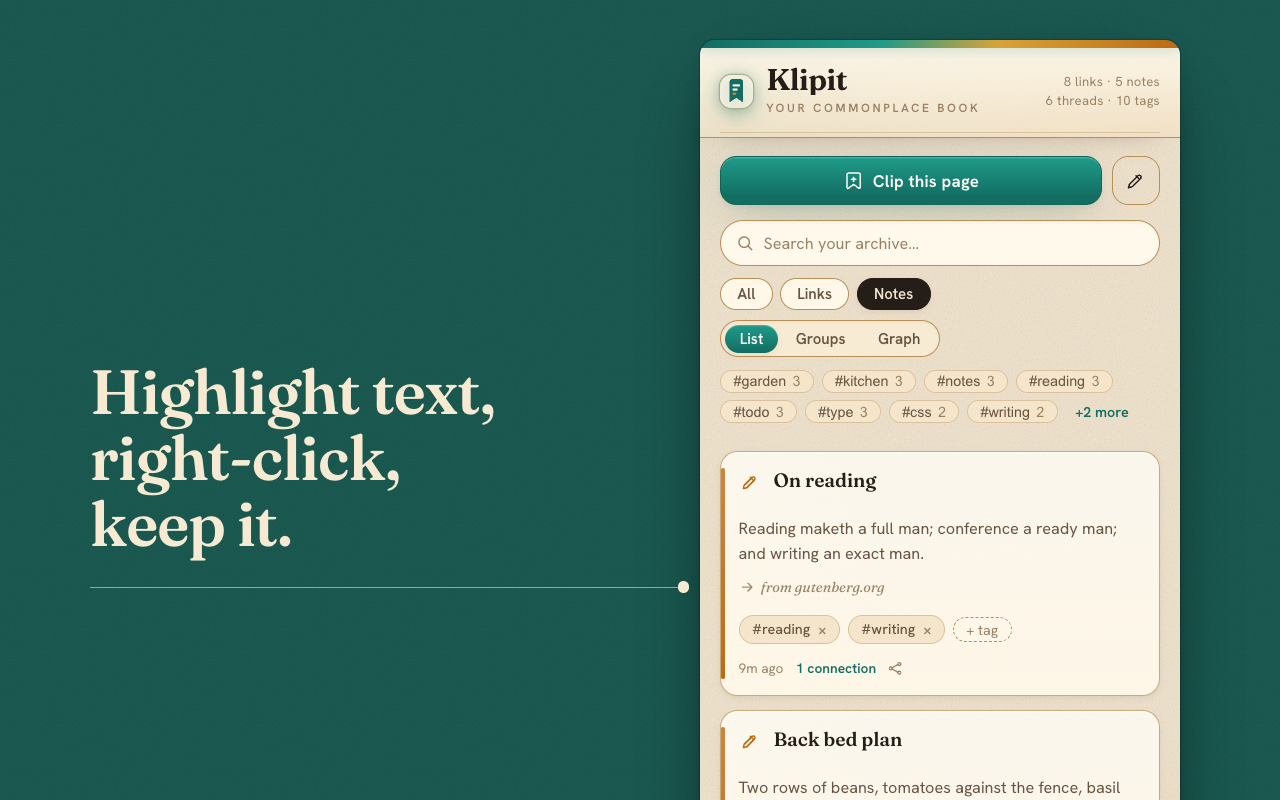 Highlight text,
right-click,
keep it.
Klipit
YOUR COMMONPLACE BOOK
8 links · 5 notes
6 threads · 10 tags
Clip this page
Search your archive...
All Links Notes
List Groups Graph
#garden 3 #kitchen 3 #notes 3 #reading 3
#todo 3 #type 3 #css 2 #writing 2 +2 more
On reading
Reading maketh a full man; conference a ready man;
and writing an exact man.
→ from gutenberg.org
#reading × #writing × + tag
9m ago 1 connection
Back bed plan
Two rows of beans, tomatoes against the fence, basil